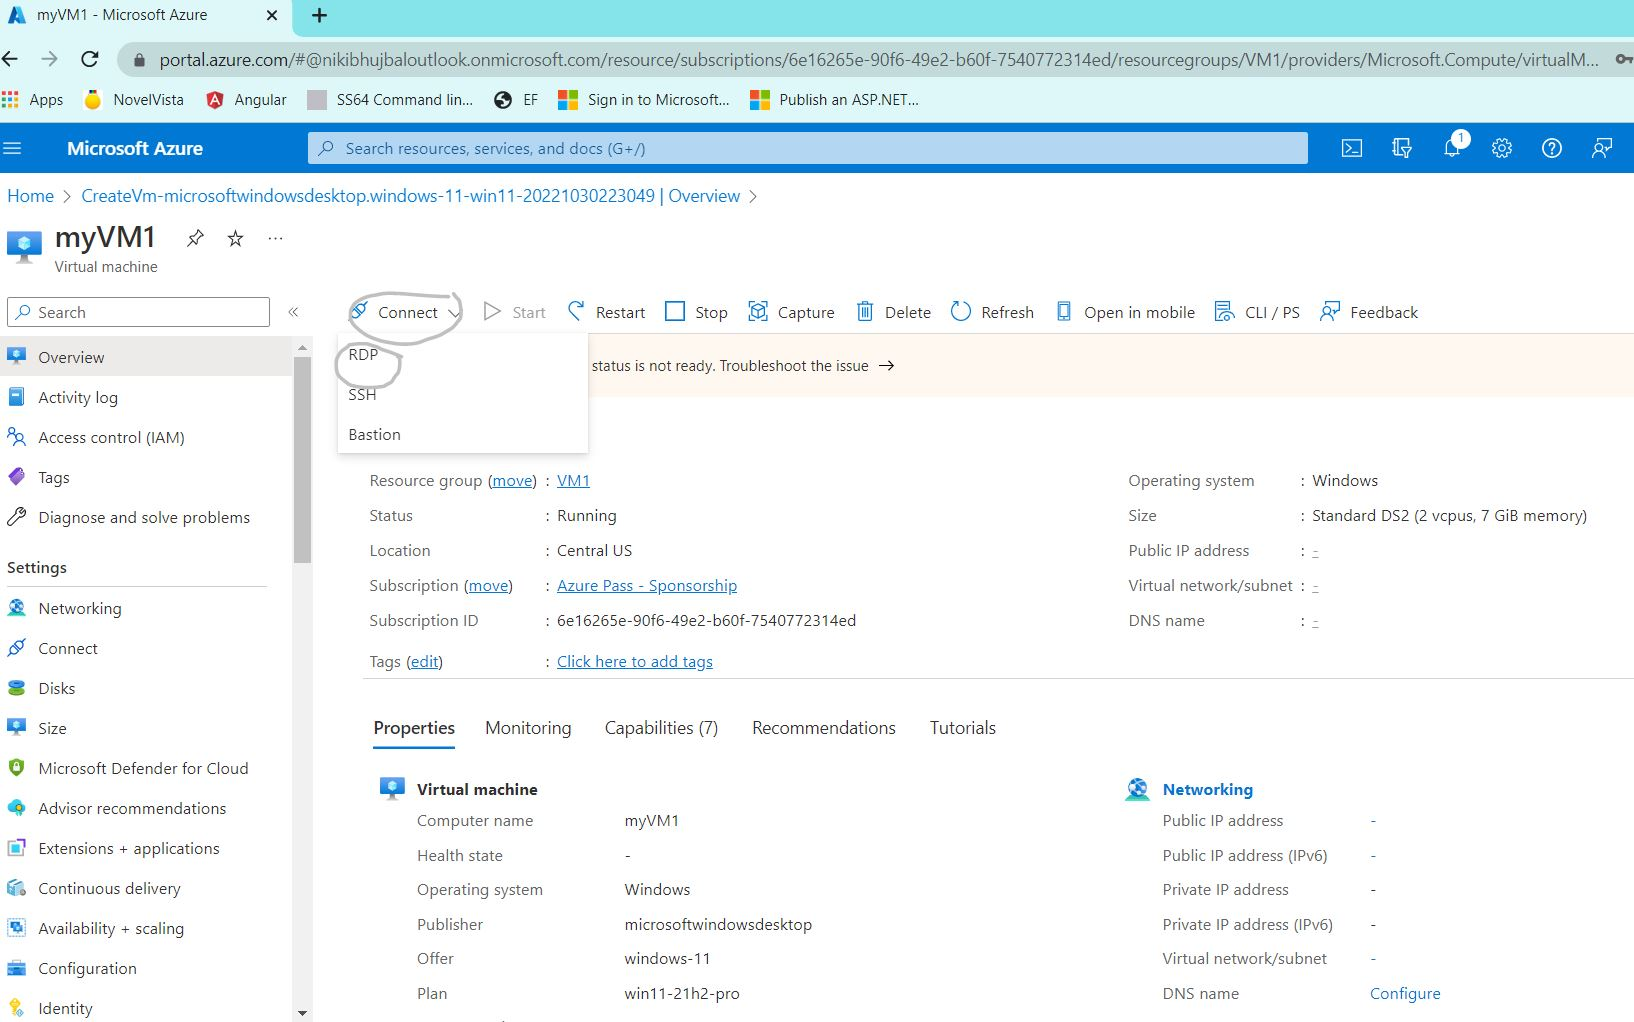 myVM1 - Microsoft Azure
portal.azure.com/#@nikibhujbaloutlook.onmicrosoft.com/resource/subscriptions/6e16265e-90f6-49e2-b60f-7540772314ed/resourcegroups/VM1/providers/Microsoft.Compute/virtualM...
Apps NovelVista Angular SS64 Command lin... EF Sign in to Microsoft... Publish an ASP.NET...
Microsoft Azure Search resources, services, and docs (G+/) 1
Home > CreateVm-microsoftwindowsdesktop.windows-11-win11-20221030223049 | Overview >
myVM1
Virtual machine
Search
Connect Start Restart Stop Capture Delete Refresh Open in mobile CLI / PS Feedback
RDP
SSH
Bastion
status is not ready. Troubleshoot the issue →
Overview
Activity log
Access control (IAM)
Tags
Diagnose and solve problems
Settings
Networking
Connect
Disks
Size
Microsoft Defender for Cloud
Advisor recommendations
Extensions + applications
Continuous delivery
Availability + scaling
Configuration
Identity
Resource group (move) : VM1
Status : Running
Location : Central US
Subscription (move) : Azure Pass - Sponsorship
Subscription ID : 6e16265e-90f6-49e2-b60f-7540772314ed
Tags (edit) : Click here to add tags
Operating system : Windows
Size : Standard DS2 (2 vcpus, 7 GiB memory)
Public IP address : -
Virtual network/subnet : -
DNS name : -
Properties Monitoring Capabilities (7) Recommendations Tutorials
Virtual machine
Computer name myVM1
Health state -
Operating system Windows
Publisher microsoftwindowsdesktop
Offer windows-11
Plan win11-21h2-pro
Networking
Public IP address -
Public IP address (IPv6) -
Private IP address -
Private IP address (IPv6) -
Virtual network/subnet -
DNS name Configure